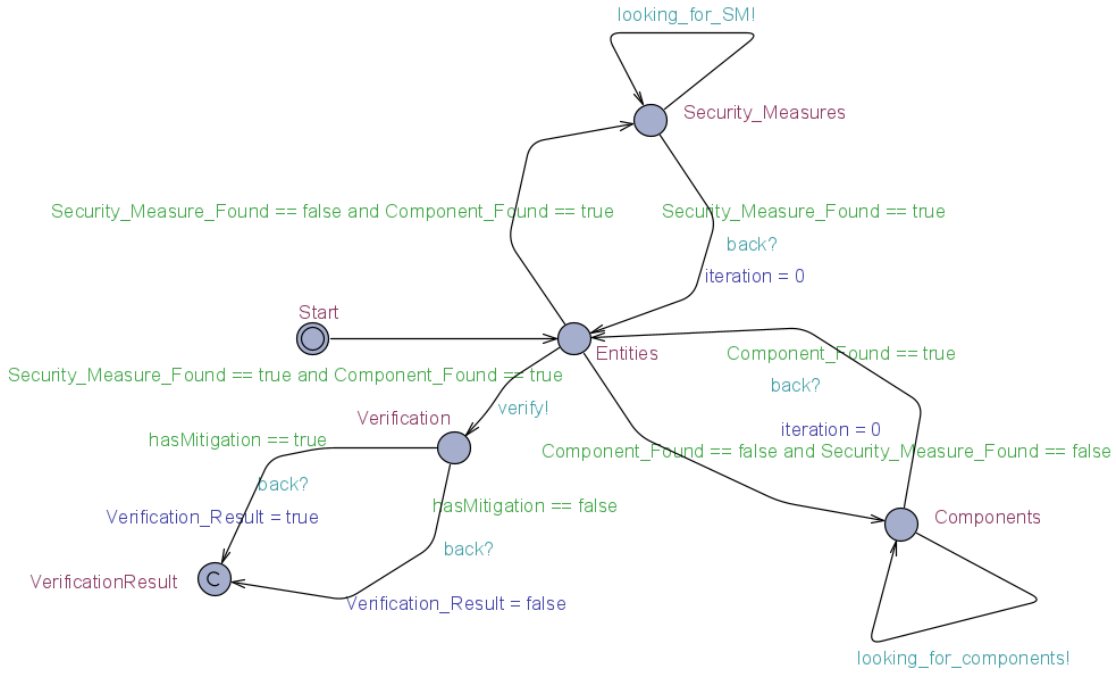 looking_for_SM!
Security_Measures
Security_Measure_Found == false and Component_Found == true
Security_Measure_Found == true
back?
iteration = 0
Start
Entities
Component_Found == true
Security_Measure_Found == true and Component_Found == true
back?
verify!
Verification
iteration = 0
hasMitigation == true
Component_Found == false and Security_Measure_Found == false
back?
hasMitigation == false
Verification_Result = true
Components
back?
C
VerificationResult
Verification_Result = false
looking_for_components!